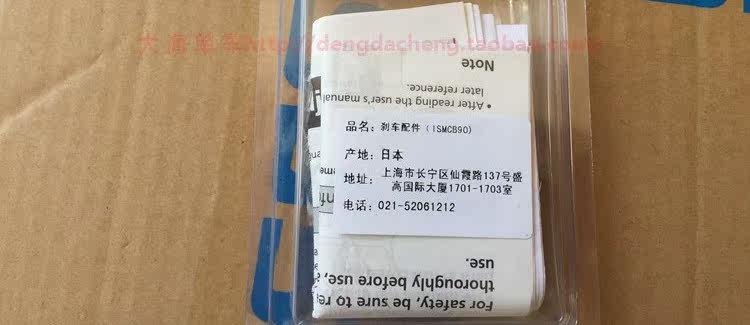 大海单车http://dengdacheng.taobao.com
Note
• After reading the user's manual
later reference.
品名：刹车配件（ISMCB90）
产地：日本
地址：上海市长宁区仙霞路137号盛
高国际大厦1701-1703室
电话：021-52061212
For safety, be sure to re
thoroughly before use,
use.